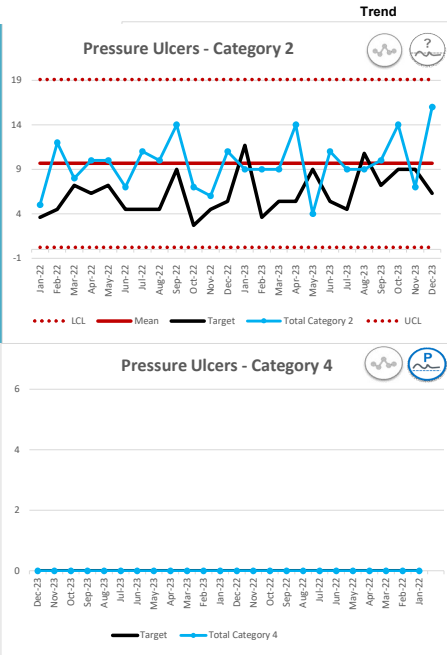 Trend
Pressure Ulcers - Category 2
?
19
14
9
4
-1
Jan-22 Feb-22 Mar-22 Apr-22 May-22 Jun-22 Jul-22 Aug-22 Sep-22 Oct-22 Nov-22 Dec-22 Jan-23 Feb-23 Mar-23 Apr-23 May-23 Jun-23 Jul-23 Aug-23 Sep-23 Oct-23 Nov-23 Dec-23
LCL Mean Target Total Category 2 UCL
Pressure Ulcers - Category 4
P
6
4
2
0
Dec-23 Nov-23 Oct-23 Sep-23 Aug-23 Jul-23 Jun-23 May-23 Apr-23 Mar-23 Feb-23 Jan-23 Dec-22 Nov-22 Oct-22 Sep-22 Aug-22 Jul-22 Jun-22 May-22 Apr-22 Mar-22 Feb-22 Jan-22
Target Total Category 4